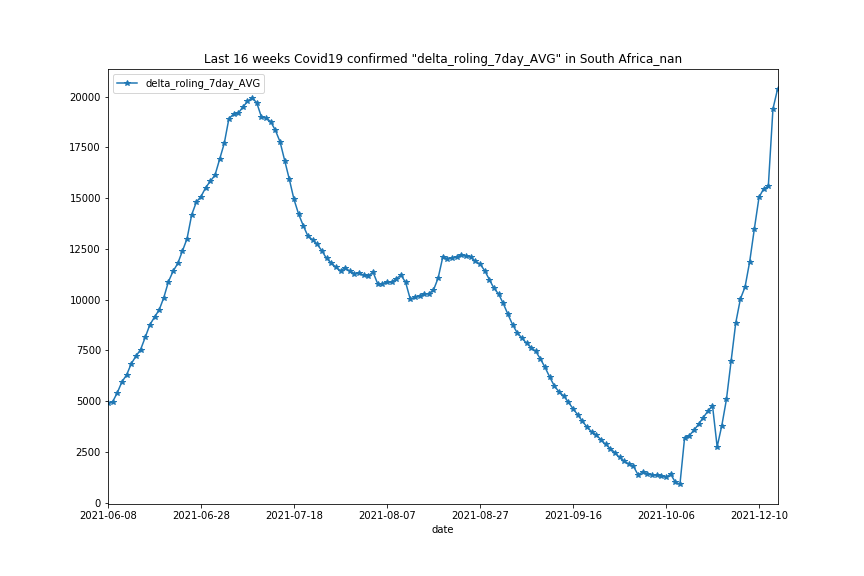 Last 16 weeks Covid19 confirmed "delta_roling_7day_AVG" in South Africa_nan
delta_roling_7day_AVG
20000
17500
15000
12500
10000
7500
5000
2500
0
2021-06-08 2021-06-28 2021-07-18 2021-08-07 2021-08-27 2021-09-16 2021-10-06 2021-12-10
date